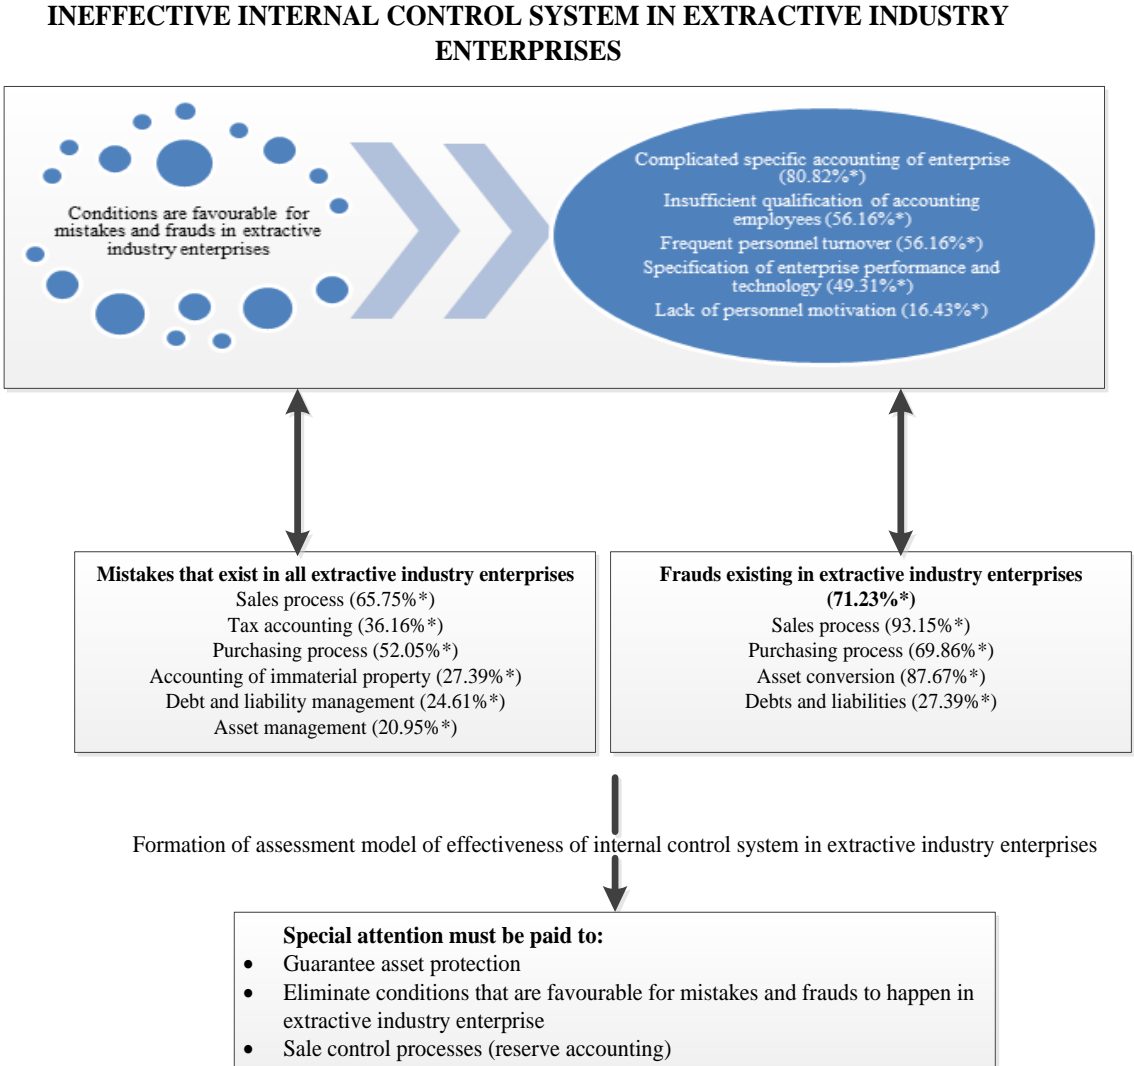 INEFFECTIVE INTERNAL CONTROL SYSTEM IN EXTRACTIVE INDUSTRY
ENTERPRISES
Conditions are favourable for
mistakes and frauds in extractive
industry enterprises
Complicated specific accounting of enterprise
(80.82%*)
Insufficient qualification of accounting
employees (56.16%*)
Frequent personnel turnover (56.16%*)
Specification of enterprise performance and
technology (49.31%*)
Lack of personnel motivation (16.43%*)
Mistakes that exist in all extractive industry enterprises
Sales process (65.75%*)
Tax accounting (36.16%*)
Purchasing process (52.05%*)
Accounting of immaterial property (27.39%*)
Debt and liability management (24.61%*)
Asset management (20.95%*)
Frauds existing in extractive industry enterprises
(71.23%*)
Sales process (93.15%*)
Purchasing process (69.86%*)
Asset conversion (87.67%*)
Debts and liabilities (27.39%*)
Formation of assessment model of effectiveness of internal control system in extractive industry enterprises
Special attention must be paid to:
• Guarantee asset protection
• Eliminate conditions that are favourable for mistakes and frauds to happen in
extractive industry enterprise
• Sale control processes (reserve accounting)